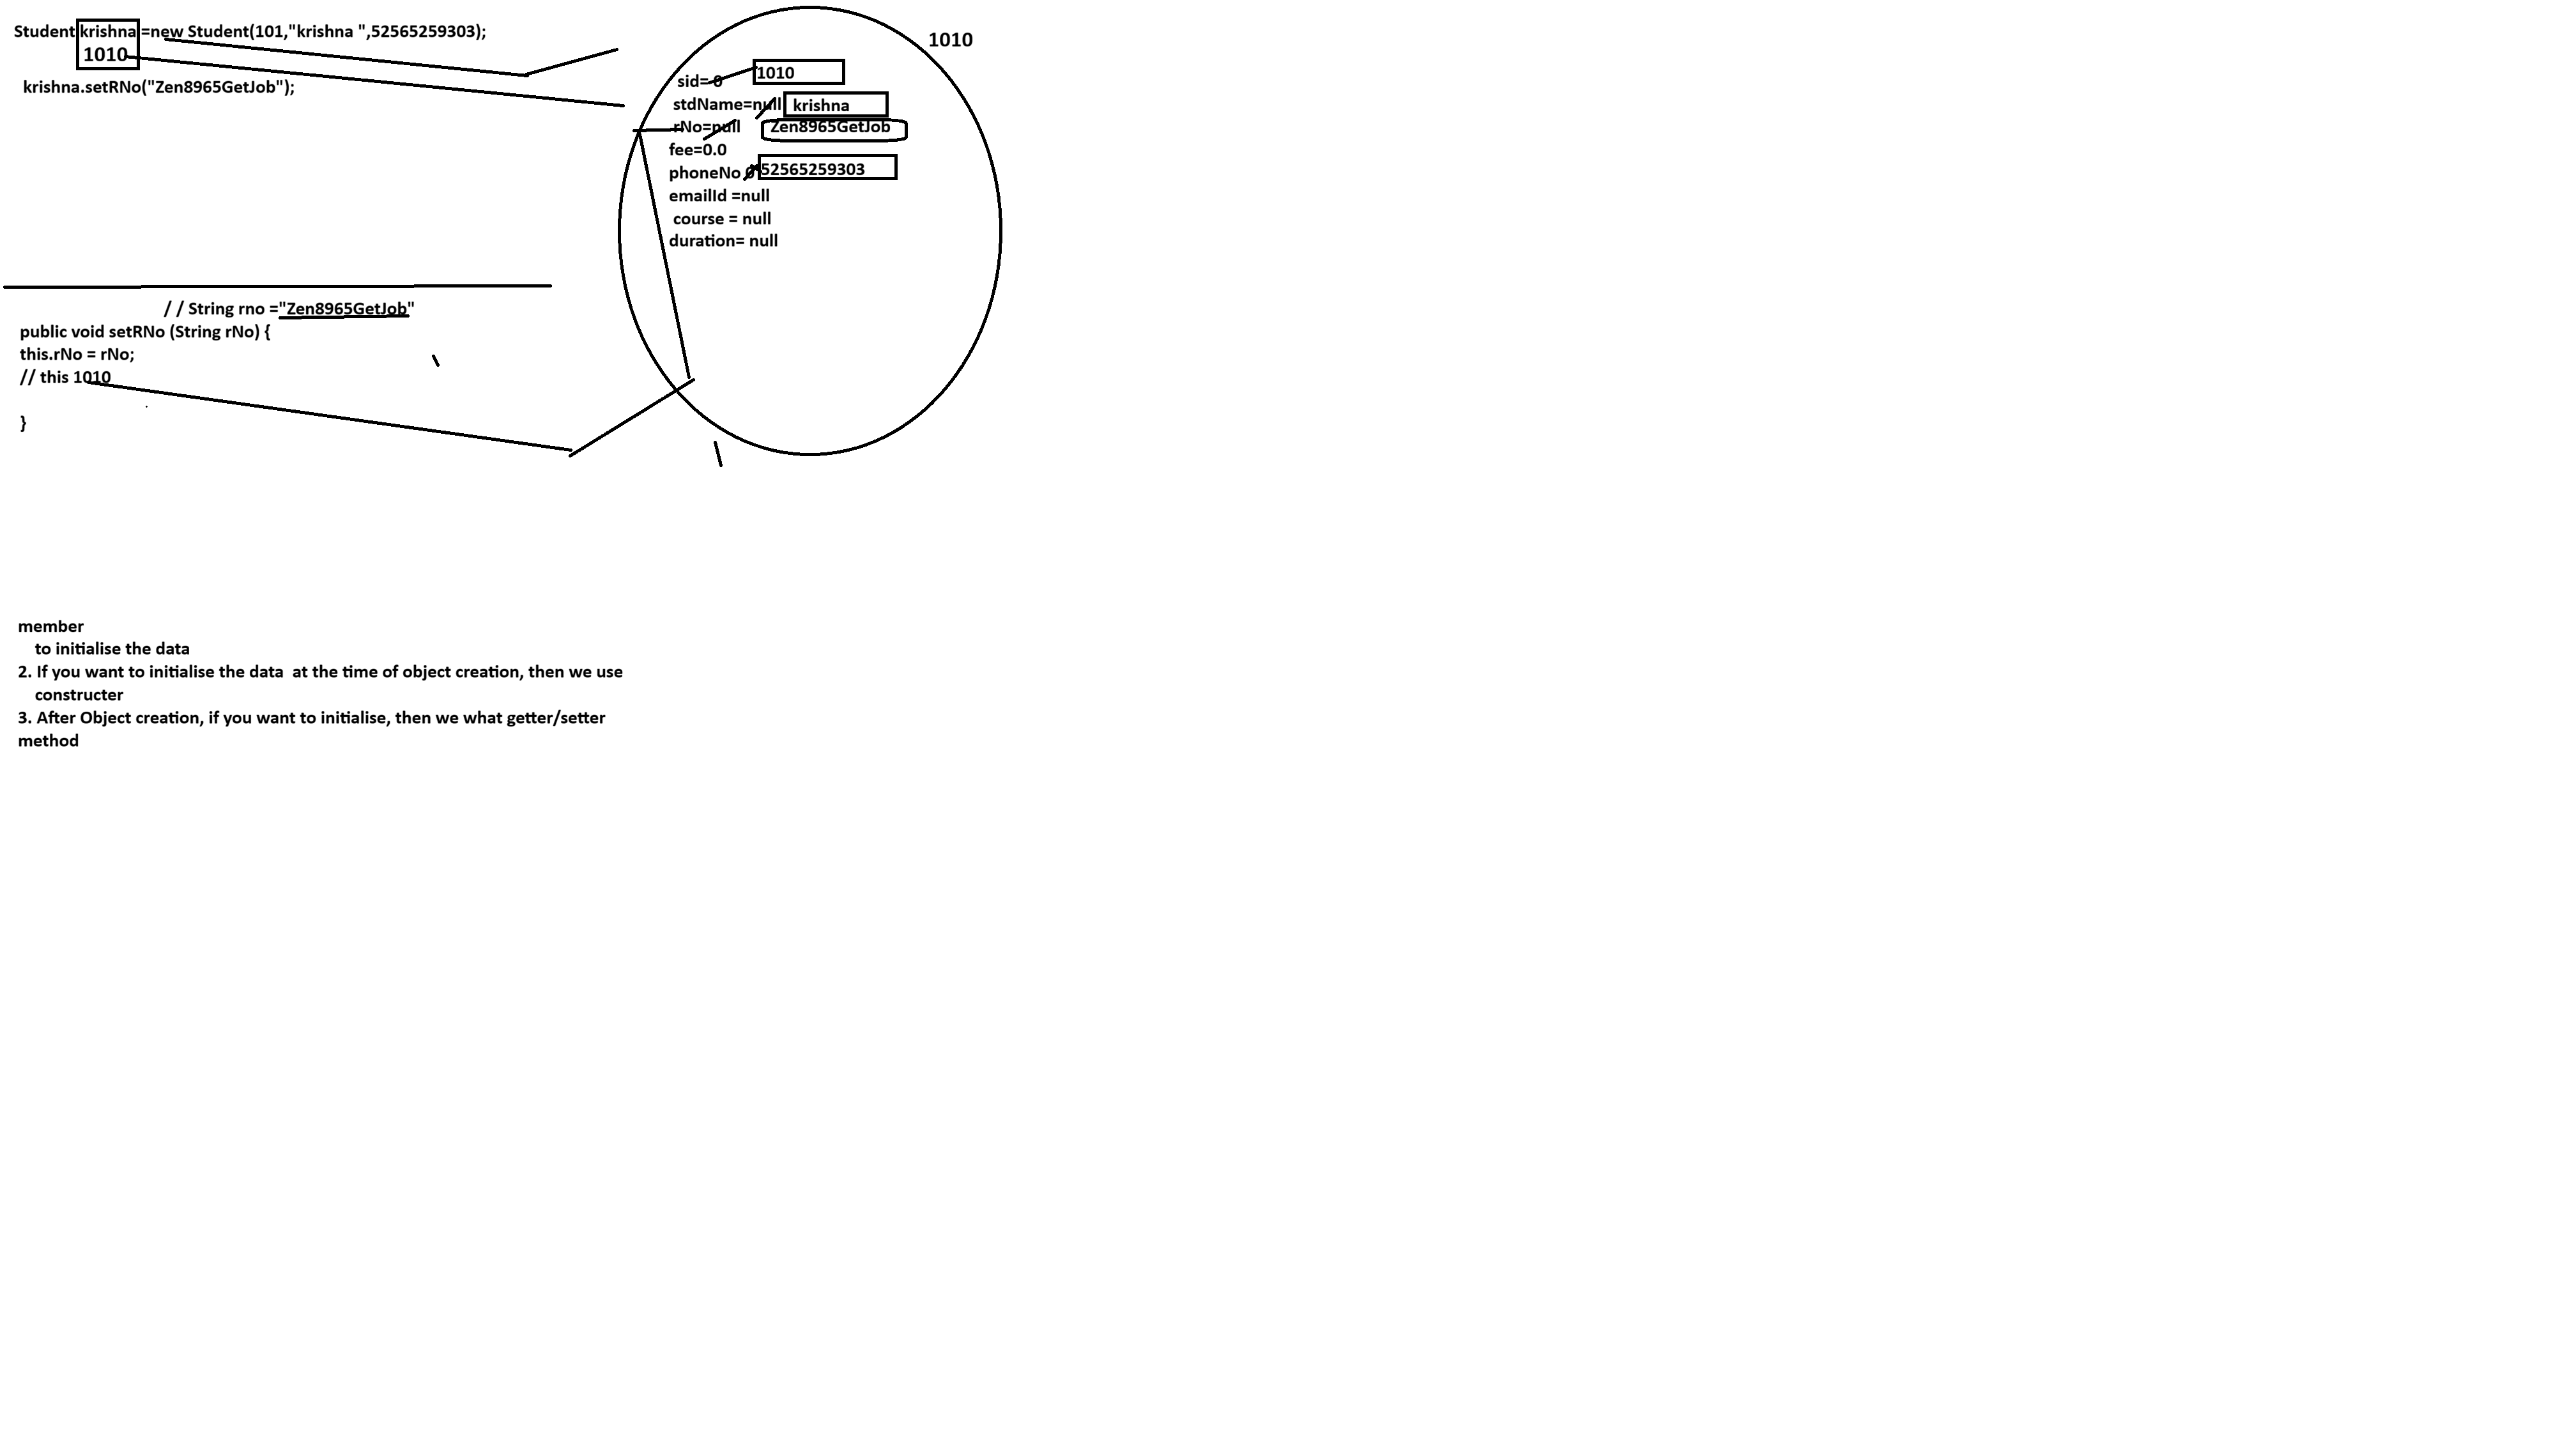 Student krishna =new Student(101,"krishna ",52565259303);
1010
krishna.setRNo("Zen8965GetJob");
1010
sid= 0 1010
stdName=null krishna
rNo=null Zen8965GetJob
fee=0.0
phoneNo 0 52565259303
emailId =null
course = null
duration= null
/ / String rno ="Zen8965GetJob"
public void setRNo (String rNo) {
this.rNo = rNo;
// this 1010
}
member
to initialise the data
2. If you want to initialise the data  at the time of object creation, then we use
constructer
3. After Object creation, if you want to initialise, then we what getter/setter
method